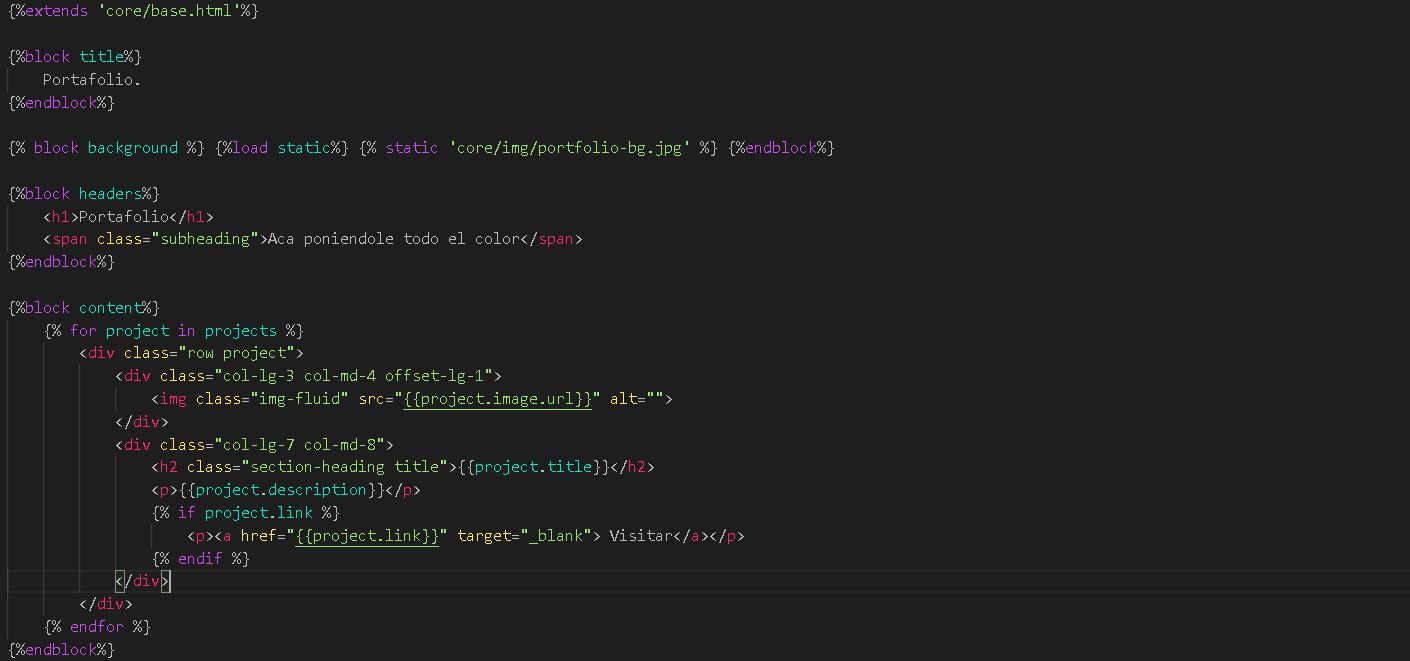 {%extends 'core/base.html'%}
{%block title%}
Portafolio.
{%endblock%}
{% block background %} {%load static%} {% static 'core/img/portfolio-bg.jpg' %} {%endblock%}
{%block headers%}
<h1>Portafolio</h1>
<span class="subheading">Aca poniendole todo el color</span>
{%endblock%}
{%block content%}
{% for project in projects %}
<div class="row project">
<div class="col-lg-3 col-md-4 offset-lg-1">
<img class="img-fluid" src="{{project.image.url}}" alt="">
</div>
<div class="col-lg-7 col-md-8">
<h2 class="section-heading title">{{project.title}}</h2>
<p>{{project.description}}</p>
{% if project.link %}
<p><a href="{{project.link}}" target="_blank"> Visitar</a></p>
{% endif %}
</div>
</div>
{% endfor %}
{%endblock%}